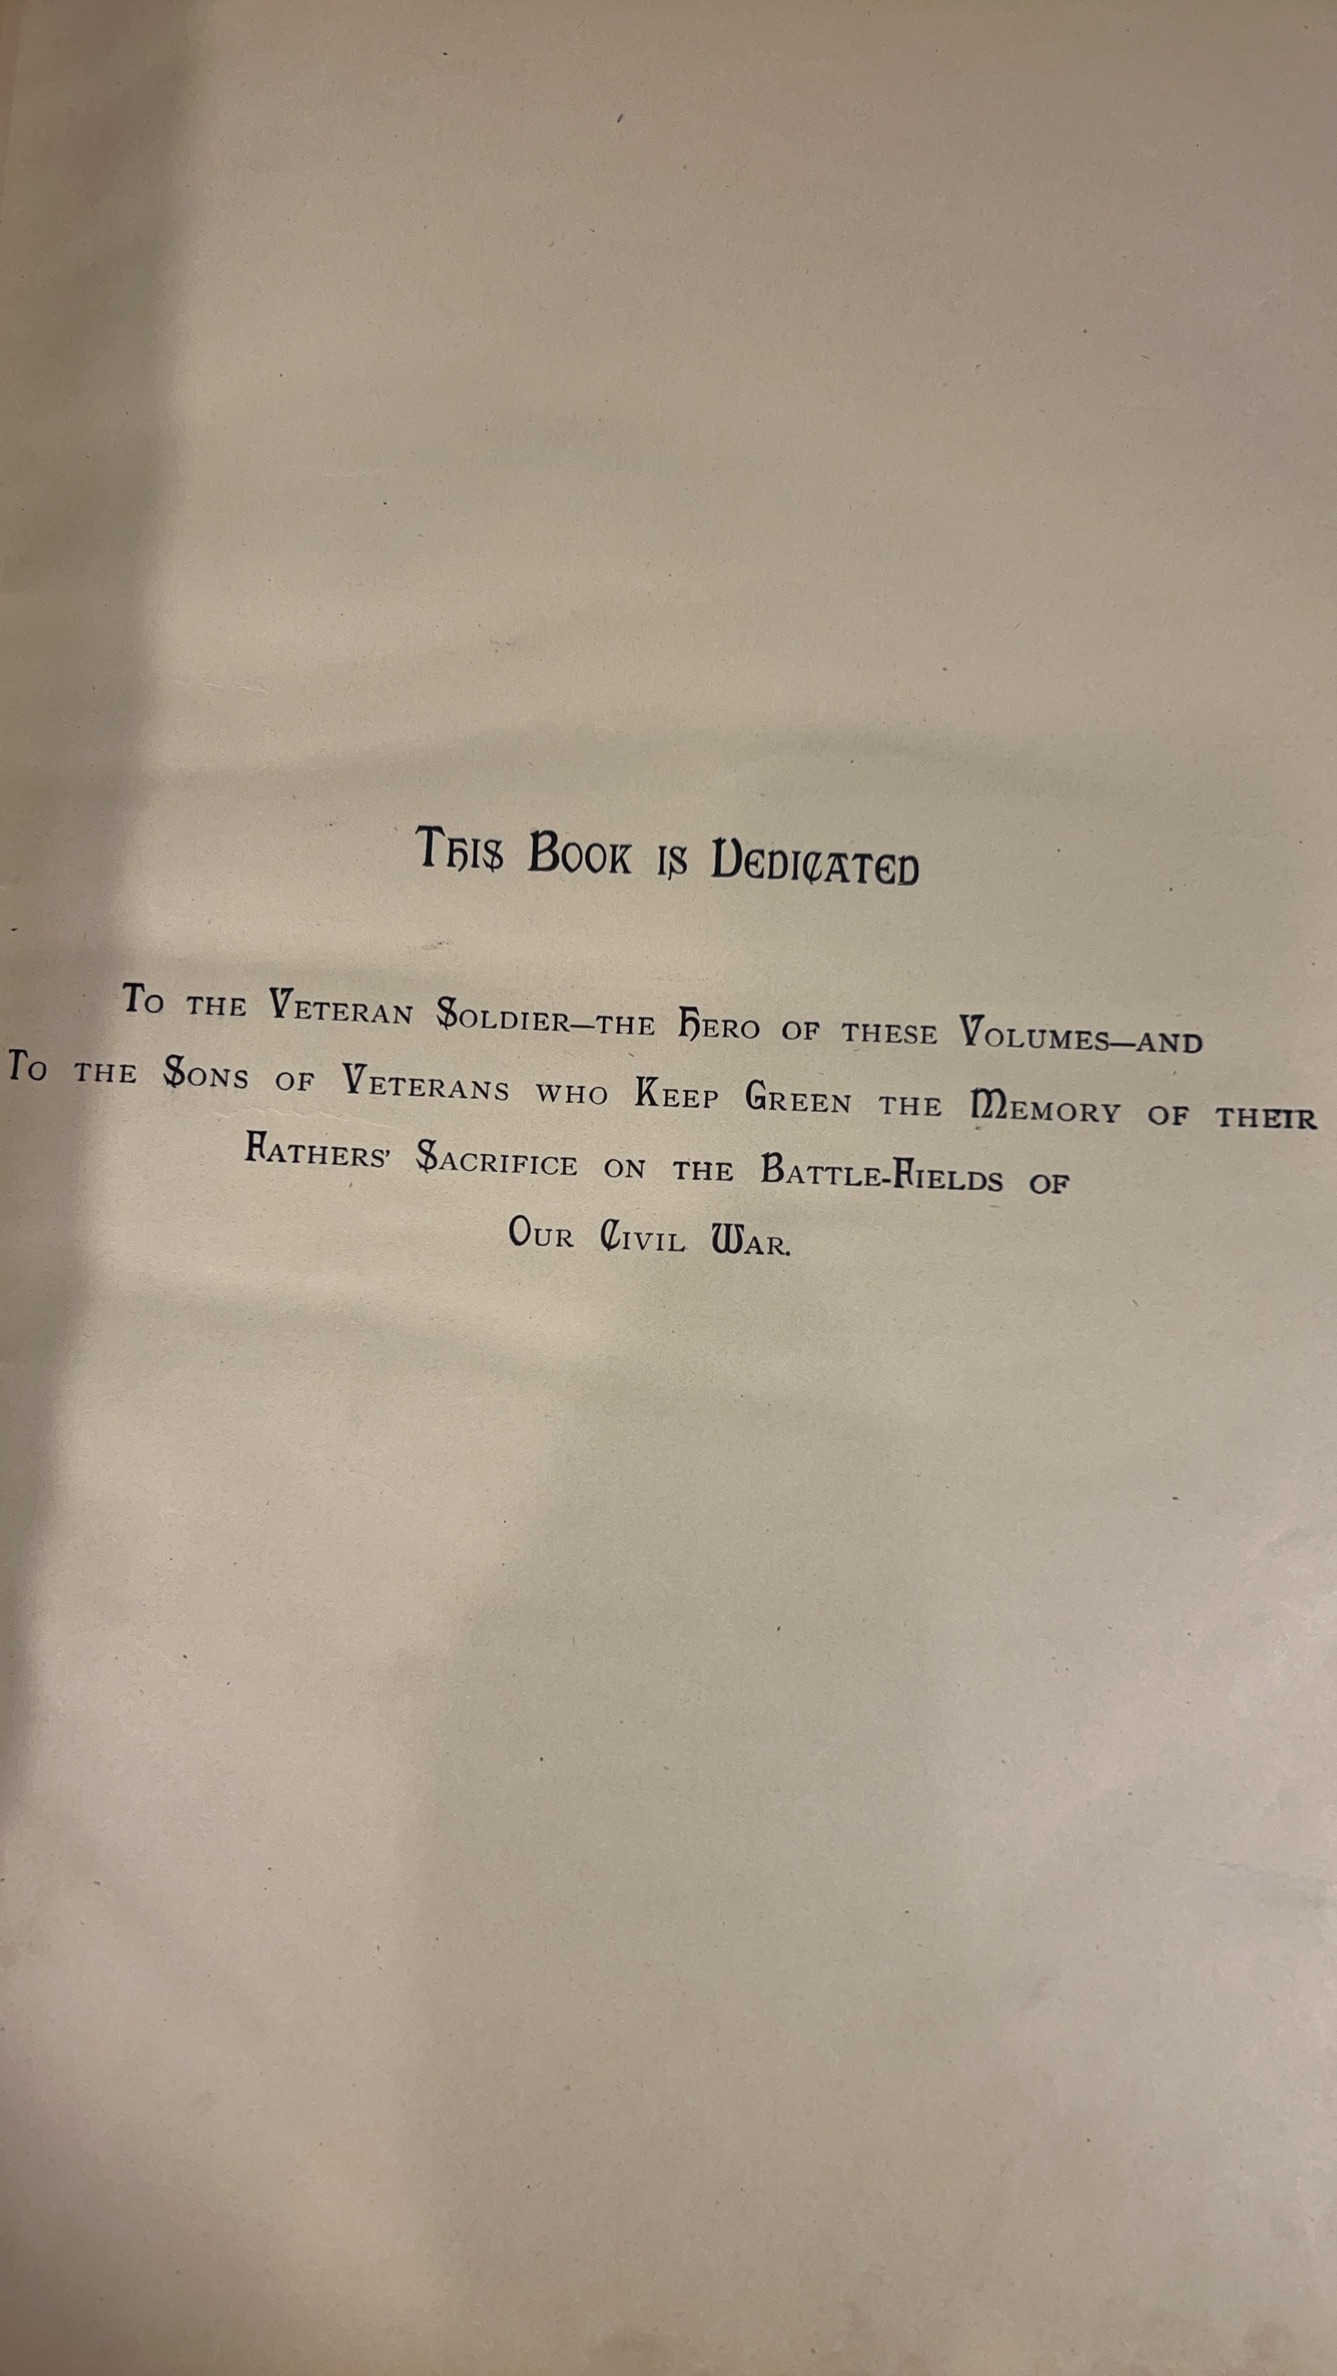 This Book is Dedicated
To the Veteran Soldier—the Hero of these Volumes—and
To the Sons of Veterans who Keep Green the Memory of their
Fathers' Sacrifice on the Battle-Fields of
Our Civil War.